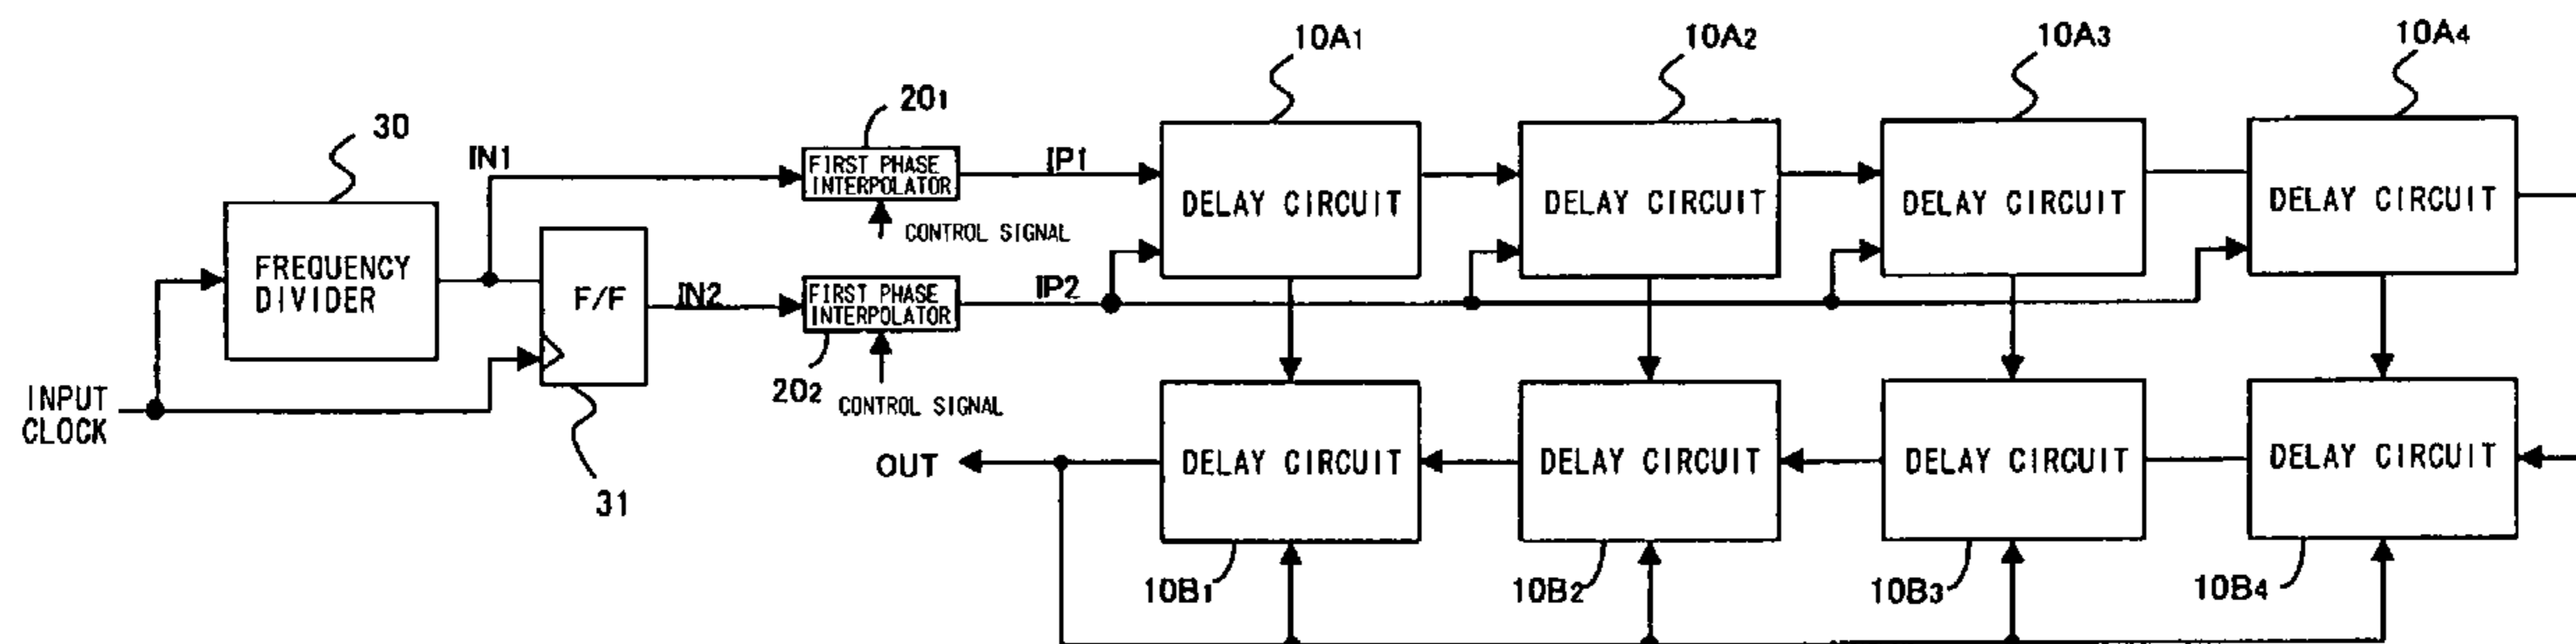 10A1
10A2
10A3
10A4
30
201
IN1
FIRST PHASE
INTERPOLATOR
IP1
DELAY CIRCUIT
DELAY CIRCUIT
DELAY CIRCUIT
DELAY CIRCUIT
CONTROL SIGNAL
FREQUENCY
DIVIDER
F/F
IN2
FIRST PHASE
INTERPOLATOR
IP2
202
CONTROL SIGNAL
INPUT
CLOCK
31
OUT
DELAY CIRCUIT
DELAY CIRCUIT
DELAY CIRCUIT
DELAY CIRCUIT
10B1
10B2
10B3
10B4